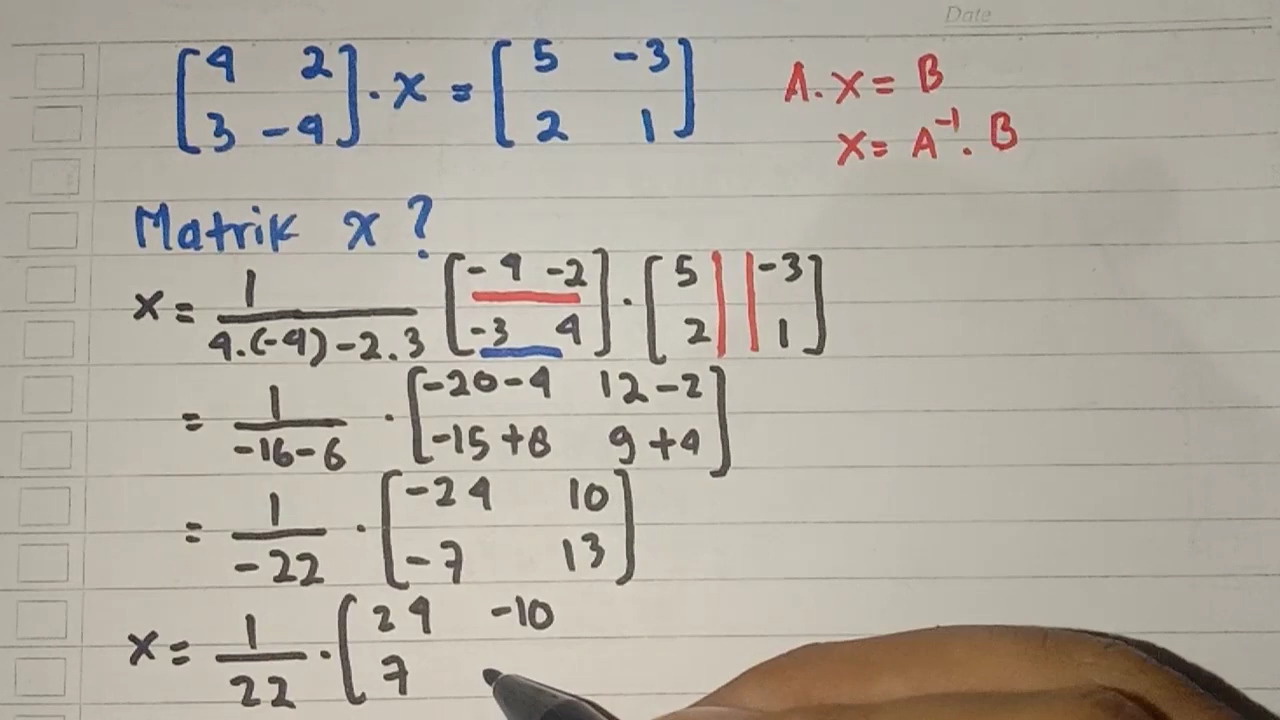 Date
[4 2; 3 -4] . x = [5 -3; 2 1]
A. x = B
x = A⁻¹. B
Matrik x ?
x = 1/(4.(-4)-2.3) [-4 -2; -3 4] . [5 -3; 2 1]
= 1/(-16-6) . [-20-4 12-2; -15+8 9+4]
= 1/(-22) . [-24 10; -7 13]
x = 1/22 . [24 -10; 7